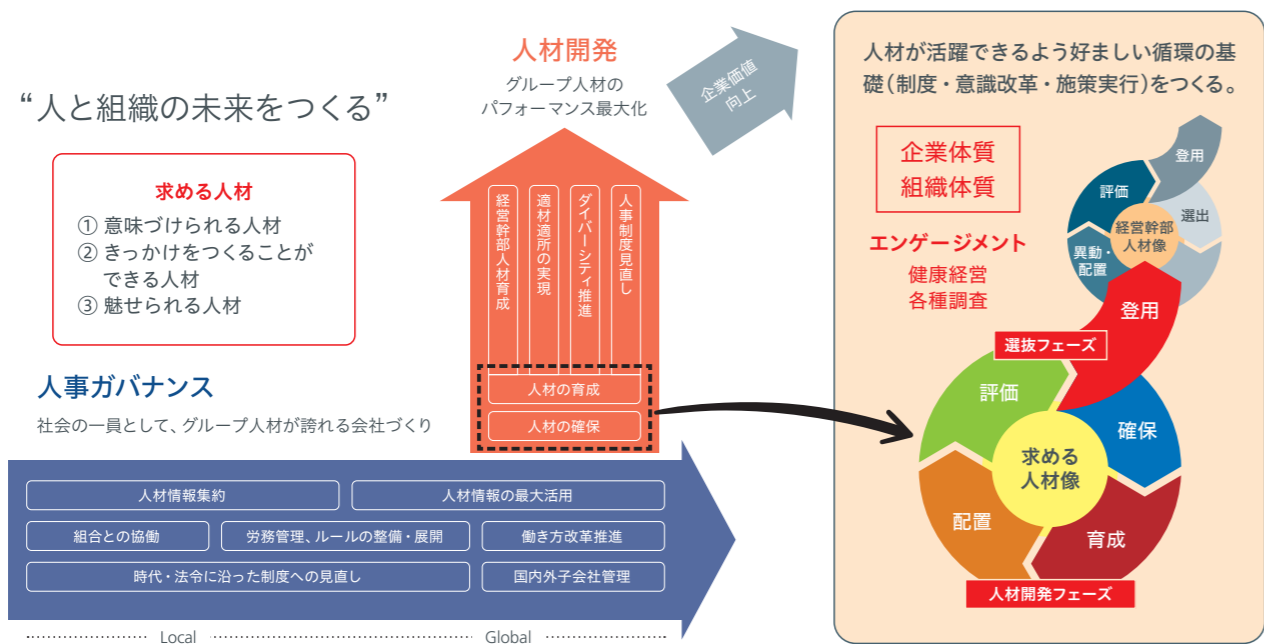 “人と組織の未来をつくる”
求める人材
① 意味づけられる人材
② きっかけをつくることが
できる人材
③ 魅せられる人材
人事ガバナンス
社会の一員として、グループ人材が誇れる会社づくり
人材情報集約
人材情報の最大活用
組合との協働
労務管理、ルールの整備・展開
働き方改革推進
時代・法令に沿った制度への見直し
国内外子会社管理
Local
Global
人材開発
グループ人材の
パフォーマンス最大化
経営幹部人材育成
適材適所の実現
ダイバーシティ推進
人事制度見直し
人材の育成
人材の確保
企業価値
向上
人材が活躍できるよう好ましい循環の基
礎(制度・意識改革・施策実行)をつくる。
企業体質
組織体質
エンゲージメント
健康経営
各種調査
登用
評価
選出
経営幹部
人材像
異動・
配置
登用
選抜フェーズ
評価
確保
求める
人材像
配置
育成
人材開発フェーズ